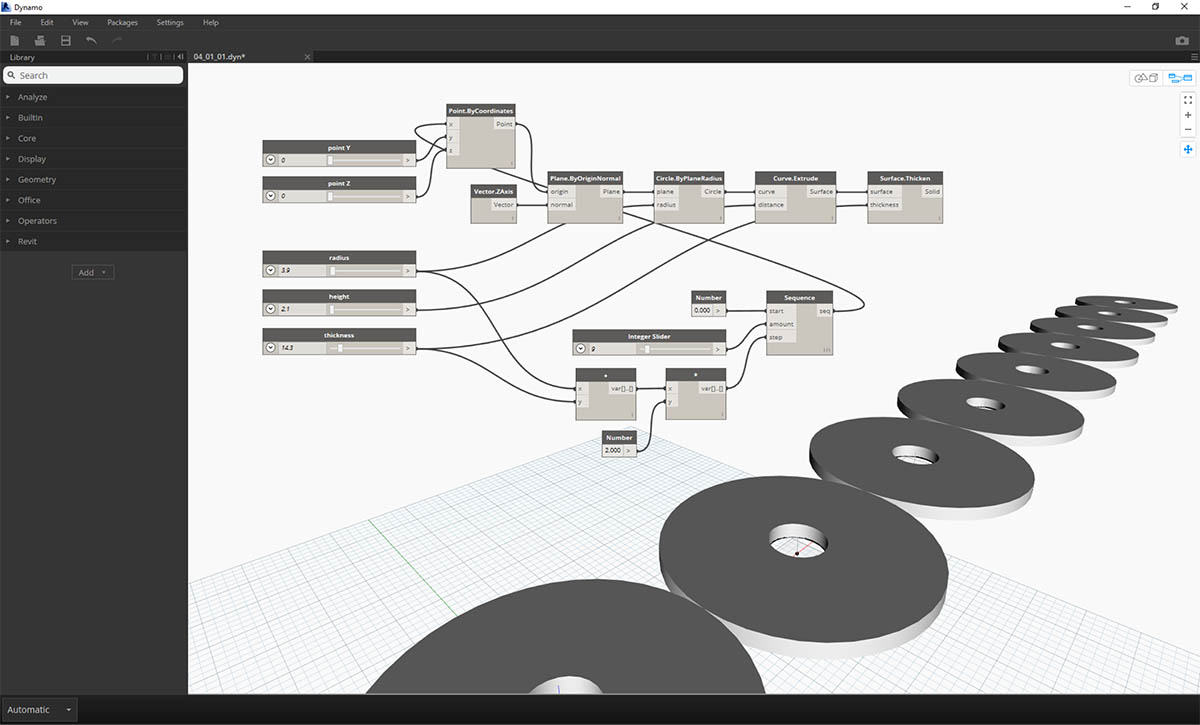 Dynamo
File Edit View Packages Settings Help
Library
04_01_01.dyn*
Search
Analyze
BuiltIn
Core
Display
Geometry
Office
Operators
Revit
Add
Automatic
Point.ByCoordinates
x Point
y
z
point Y
0 >
point Z
0 >
Vector.ZAxis
Vector
Plane.ByOriginNormal
origin Plane
normal
Circle.ByPlaneRadius
plane Circle
radius
Curve.Extrude
curve Surface
distance
Surface.Thicken
surface Solid
thickness
radius
3.9 >
height
2.1 >
thickness
14.3 >
Number
0.000 >
Sequence
start seq
amount
step
Integer Slider
9 >
+
x var[]..[]
y
*
x var[]..[]
y
Number
2.000 >